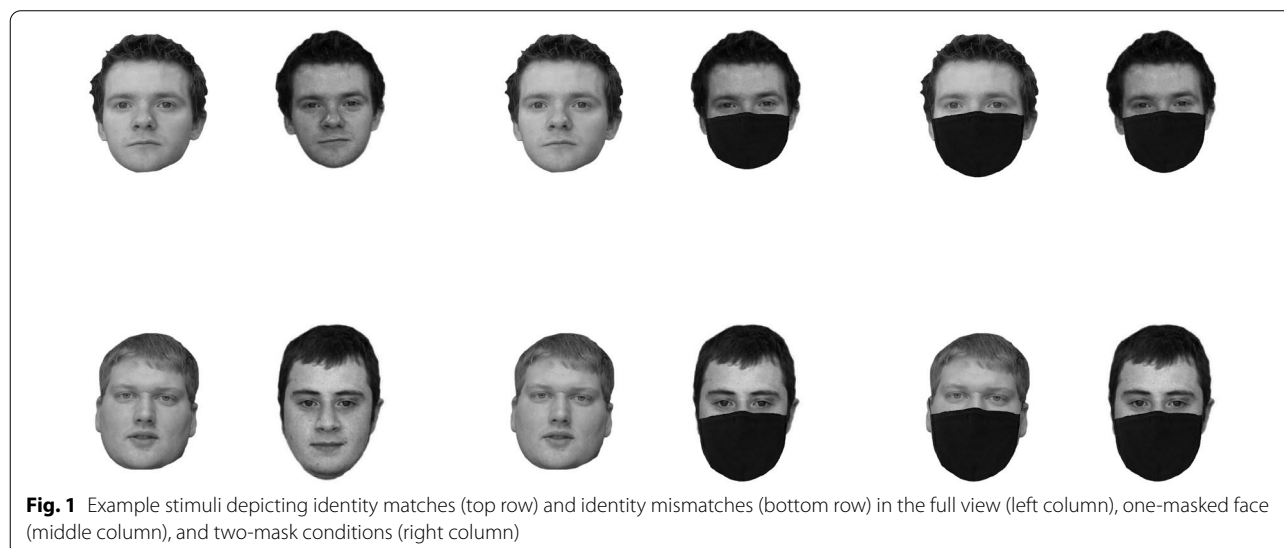 Fig. 1 Example stimuli depicting identity matches (top row) and identity mismatches (bottom row) in the full view (left column), one-masked face
(middle column), and two-mask conditions (right column)